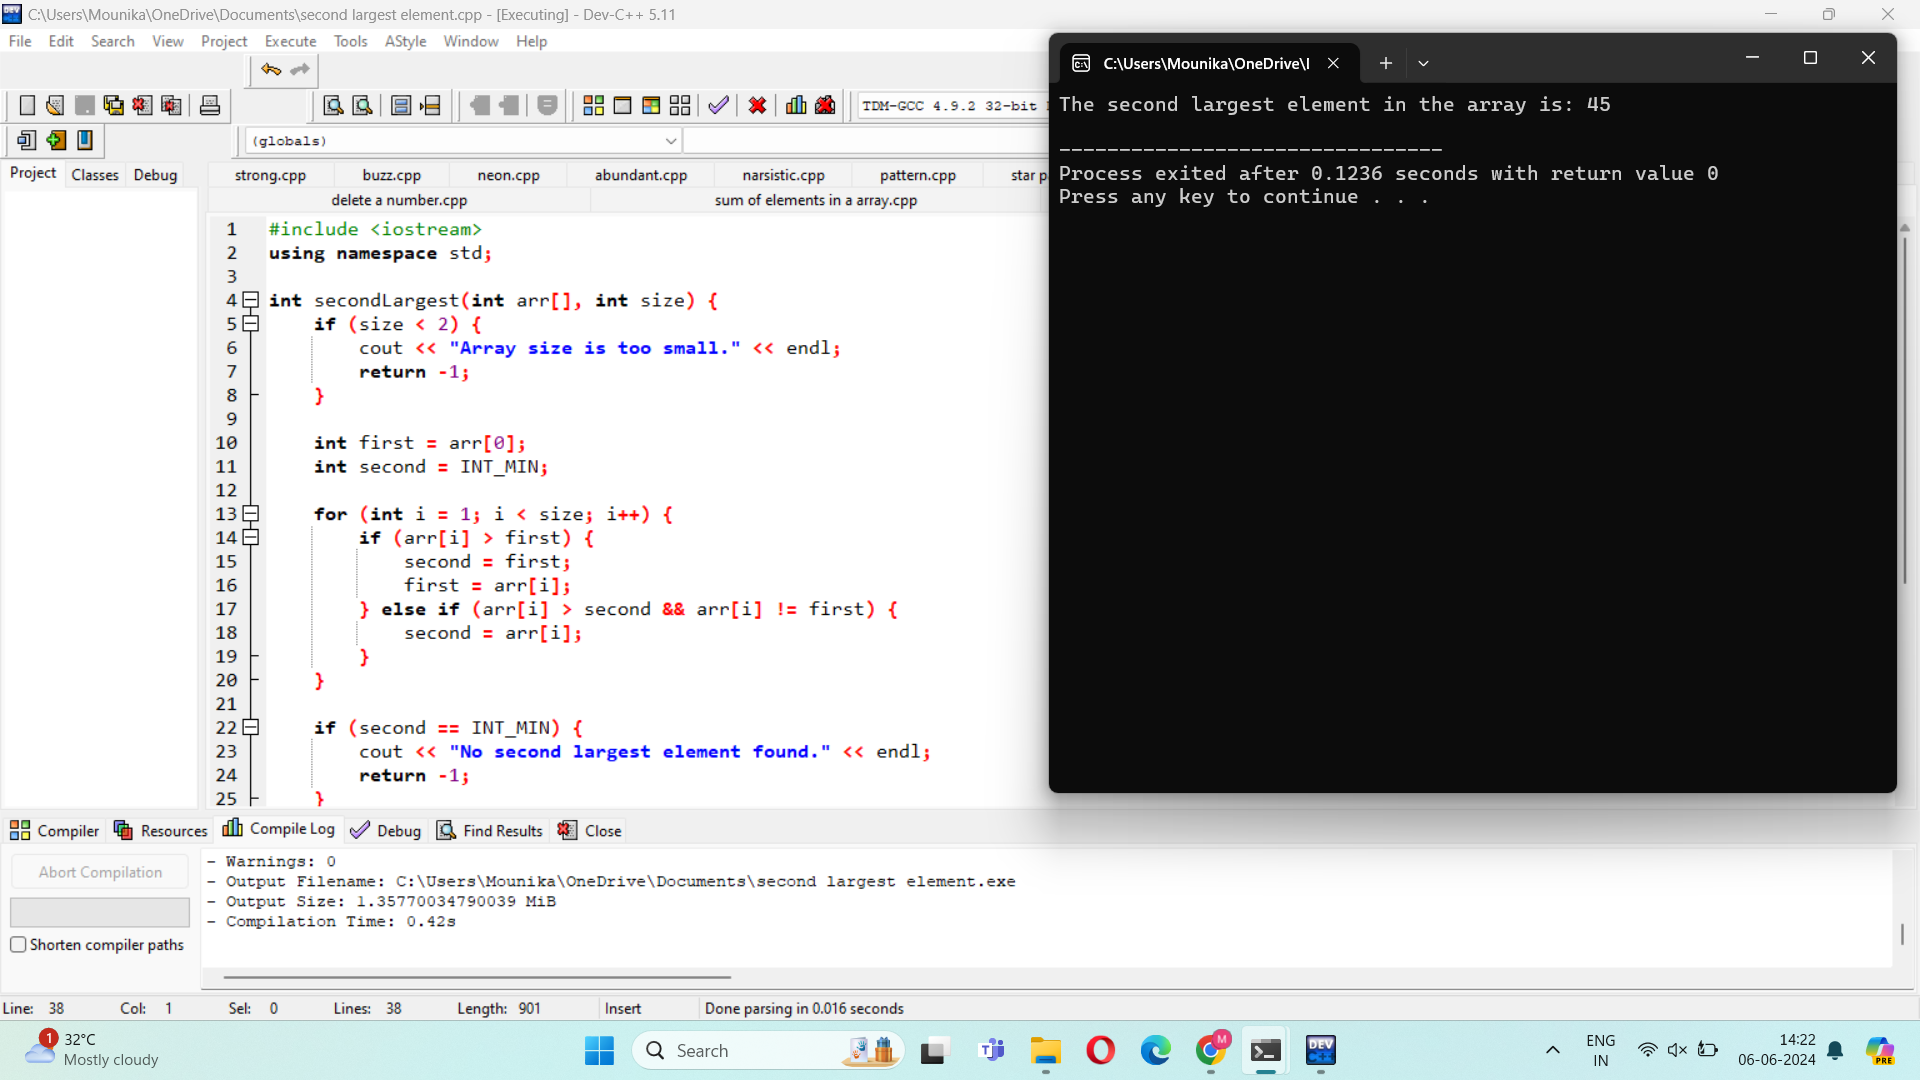 C:\Users\Mounika\OneDrive\Documents\second largest element.cpp - [Executing] - Dev-C++ 5.11
File Edit Search View Project Execute Tools AStyle Window Help
TDM-GCC 4.9.2 32-bit
(globals)
Project Classes Debug
strong.cpp buzz.cpp neon.cpp abundant.cpp narsistic.cpp pattern.cpp star
delete a number.cpp sum of elements in a array.cpp
1 #include <iostream>
2 using namespace std;
3
4 int secondLargest(int arr[], int size) {
5 if (size < 2) {
6 cout << "Array size is too small." << endl;
7 return -1;
8 }
9
10 int first = arr[0];
11 int second = INT_MIN;
12
13 for (int i = 1; i < size; i++) {
14 if (arr[i] > first) {
15 second = first;
16 first = arr[i];
17 } else if (arr[i] > second && arr[i] != first) {
18 second = arr[i];
19 }
20 }
21
22 if (second == INT_MIN) {
23 cout << "No second largest element found." << endl;
24 return -1;
25 }
C:\Users\Mounika\OneDrive\
The second largest element in the array is: 45
--------------------------------
Process exited after 0.1236 seconds with return value 0
Press any key to continue . . .
Compiler Resources Compile Log Debug Find Results Close
Abort Compilation
Shorten compiler paths
- Warnings: 0
- Output Filename: C:\Users\Mounika\OneDrive\Documents\second largest element.exe
- Output Size: 1.35770034790039 MiB
- Compilation Time: 0.42s
Line: 38 Col: 1 Sel: 0 Lines: 38 Length: 901 Insert Done parsing in 0.016 seconds
1
32°C
Mostly cloudy
Search
M
DEV
ENG
IN
14:22
06-06-2024
PRE